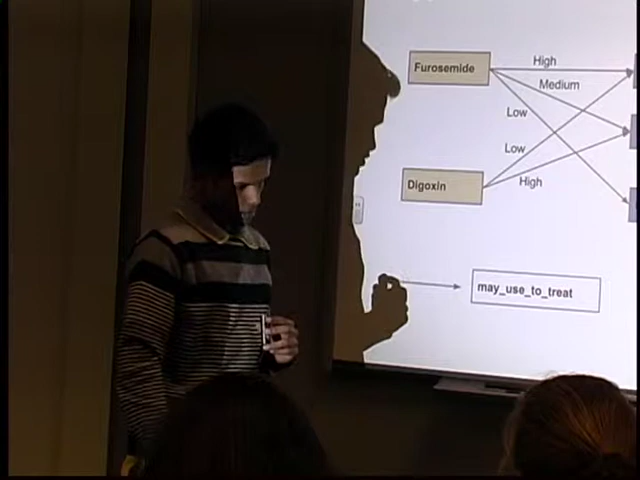 High
Furosemide
Medium
Low
Low
Digoxin
High
may_use_to_treat